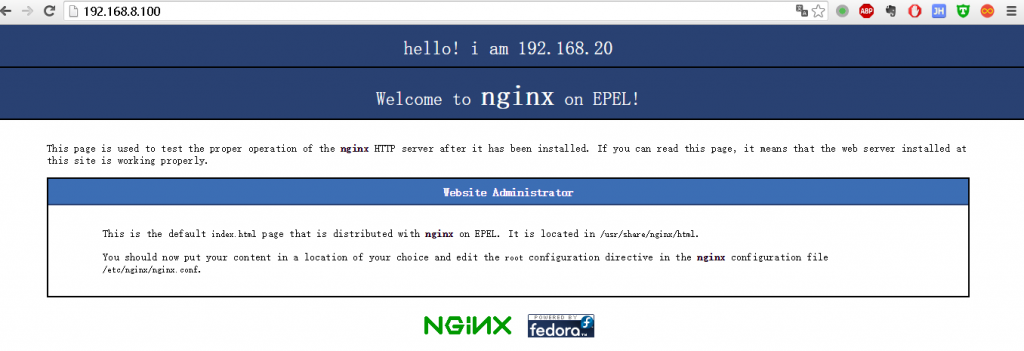 192.168.8.100
ABP
JH
hello! i am 192.168.20
Welcome to nginx on EPEL!
This page is used to test the proper operation of the nginx HTTP server after it has been installed. If you can read this page, it means that the web server installed at
this site is working properly.
Website Administrator
This is the default index.html page that is distributed with nginx on EPEL. It is located in /usr/share/nginx/html.
You should now put your content in a location of your choice and edit the root configuration directive in the nginx configuration file
/etc/nginx/nginx.conf.
NGINX
POWERED BY
fedora